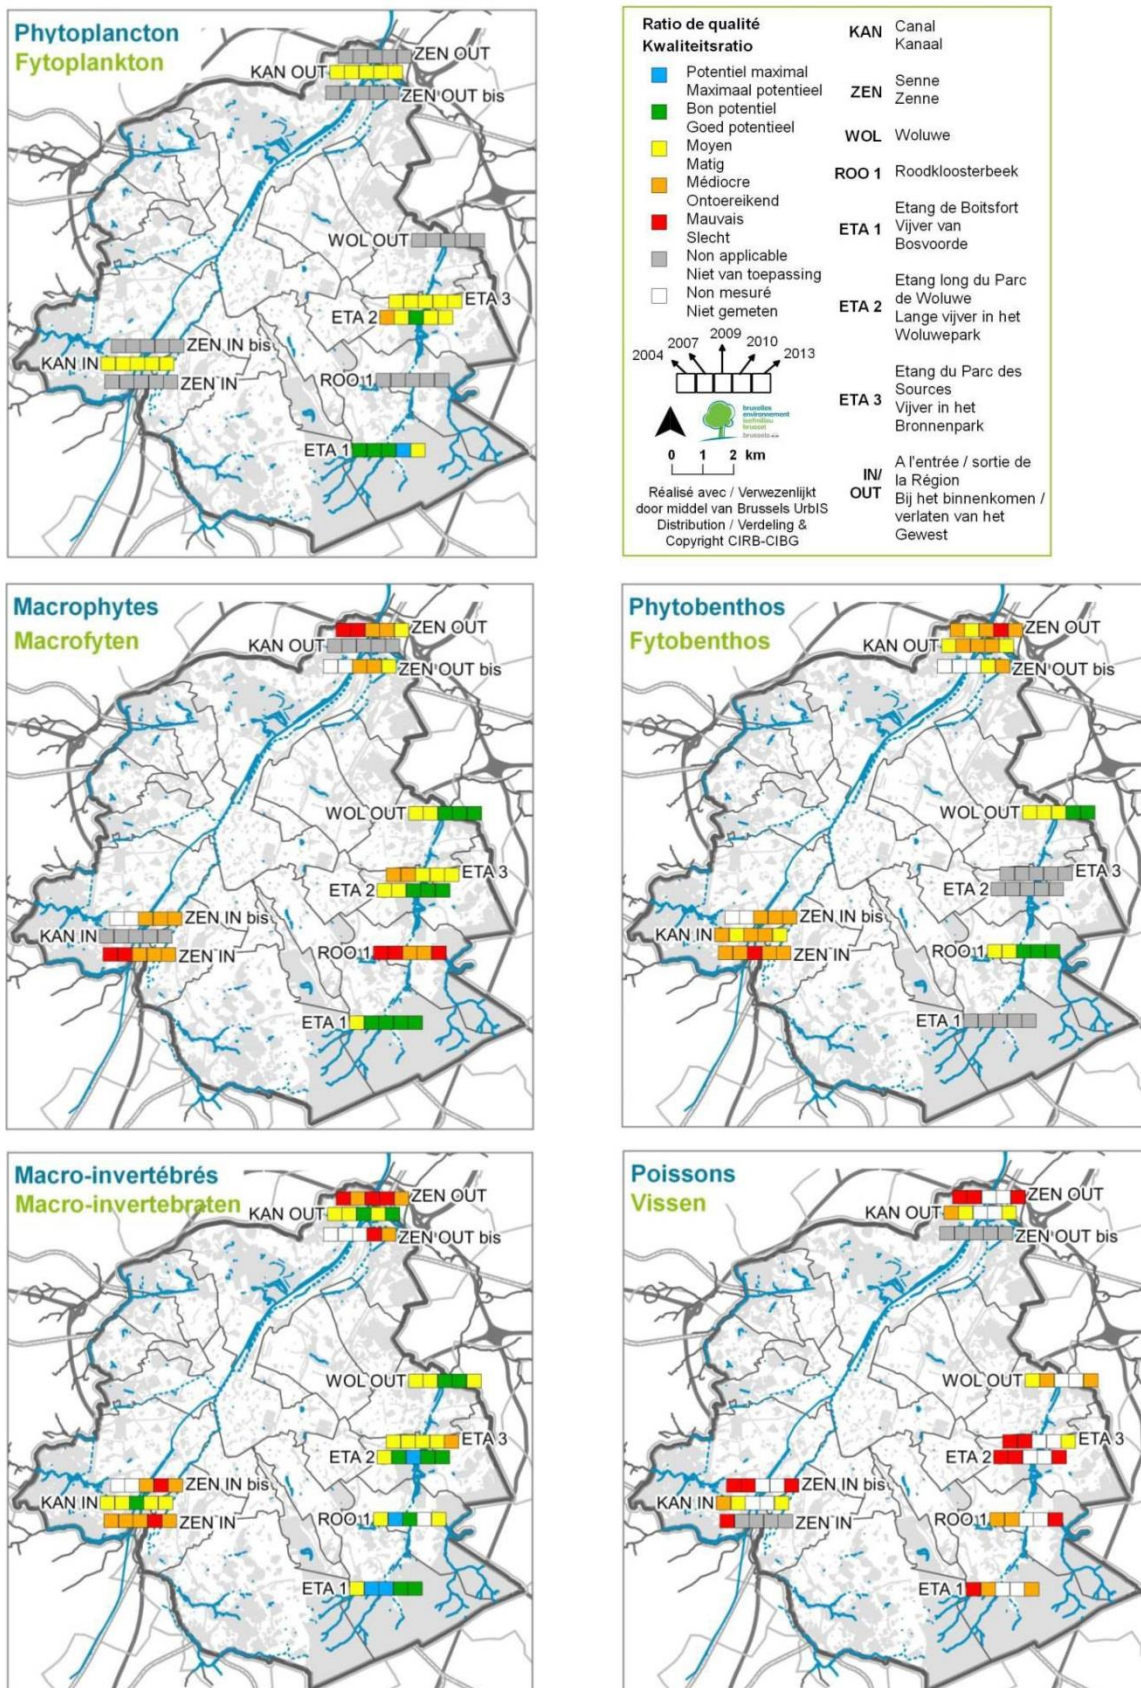 Phytoplancton
Fytoplankton
ZEN OUT
KAN OUT
ZEN OUT bis
WOL OUT
ETA 3
ETA 2
ZEN IN bis
KAN IN
ZEN IN
ROO 1
ETA 1
Ratio de qualité
Kwaliteitsratio
Potentiel maximal
Maximaal potentieel
Bon potentiel
Goed potentieel
Moyen
Matig
Médiocre
Ontoereikend
Mauvais
Slecht
Non applicable
Niet van toepassing
Non mesuré
Niet gemeten
2009
2007
2010
2004
2013
bruxelles
environnement
leefmilieu
brussel
brussels
0 1 2 km
Réalisé avec / Verwezenlijkt
door middel van Brussels UrbIS
Distribution / Verdeling &
Copyright CIRB-CIBG
KAN
Canal
Kanaal
ZEN
Senne
Zenne
WOL
Woluwe
ROO 1
Roodkloosterbeek
ETA 1
Etang de Boitsfort
Vijver van
Bosvoorde
ETA 2
Etang long du Parc
de Woluwe
Lange vijver in het
Woluwepark
ETA 3
Etang du Parc des
Sources
Vijver in het
Bronnenpark
IN/
OUT
A l'entrée / sortie de
la Région
Bij het binnenkomen /
verlaten van het
Gewest
Macrophytes
Macrofyten
ZEN OUT
KAN OUT
ZEN OUT bis
WOL OUT
ETA 3
ETA 2
ZEN IN bis
KAN IN
ZEN IN
ROO 1
ETA 1
Phytobenthos
Fytobenthos
ZEN OUT
KAN OUT
ZEN OUT bis
WOL OUT
ETA 3
ETA 2
ZEN IN bis
KAN IN
ZEN IN
ROO 1
ETA 1
Macro-invertébrés
Macro-invertebraten
ZEN OUT
KAN OUT
ZEN OUT bis
WOL OUT
ETA 3
ETA 2
ZEN IN bis
KAN IN
ZEN IN
ROO 1
ETA 1
Poissons
Vissen
ZEN OUT
KAN OUT
ZEN OUT bis
WOL OUT
ETA 3
ETA 2
ZEN IN bis
KAN IN
ZEN IN
ROO 1
ETA 1